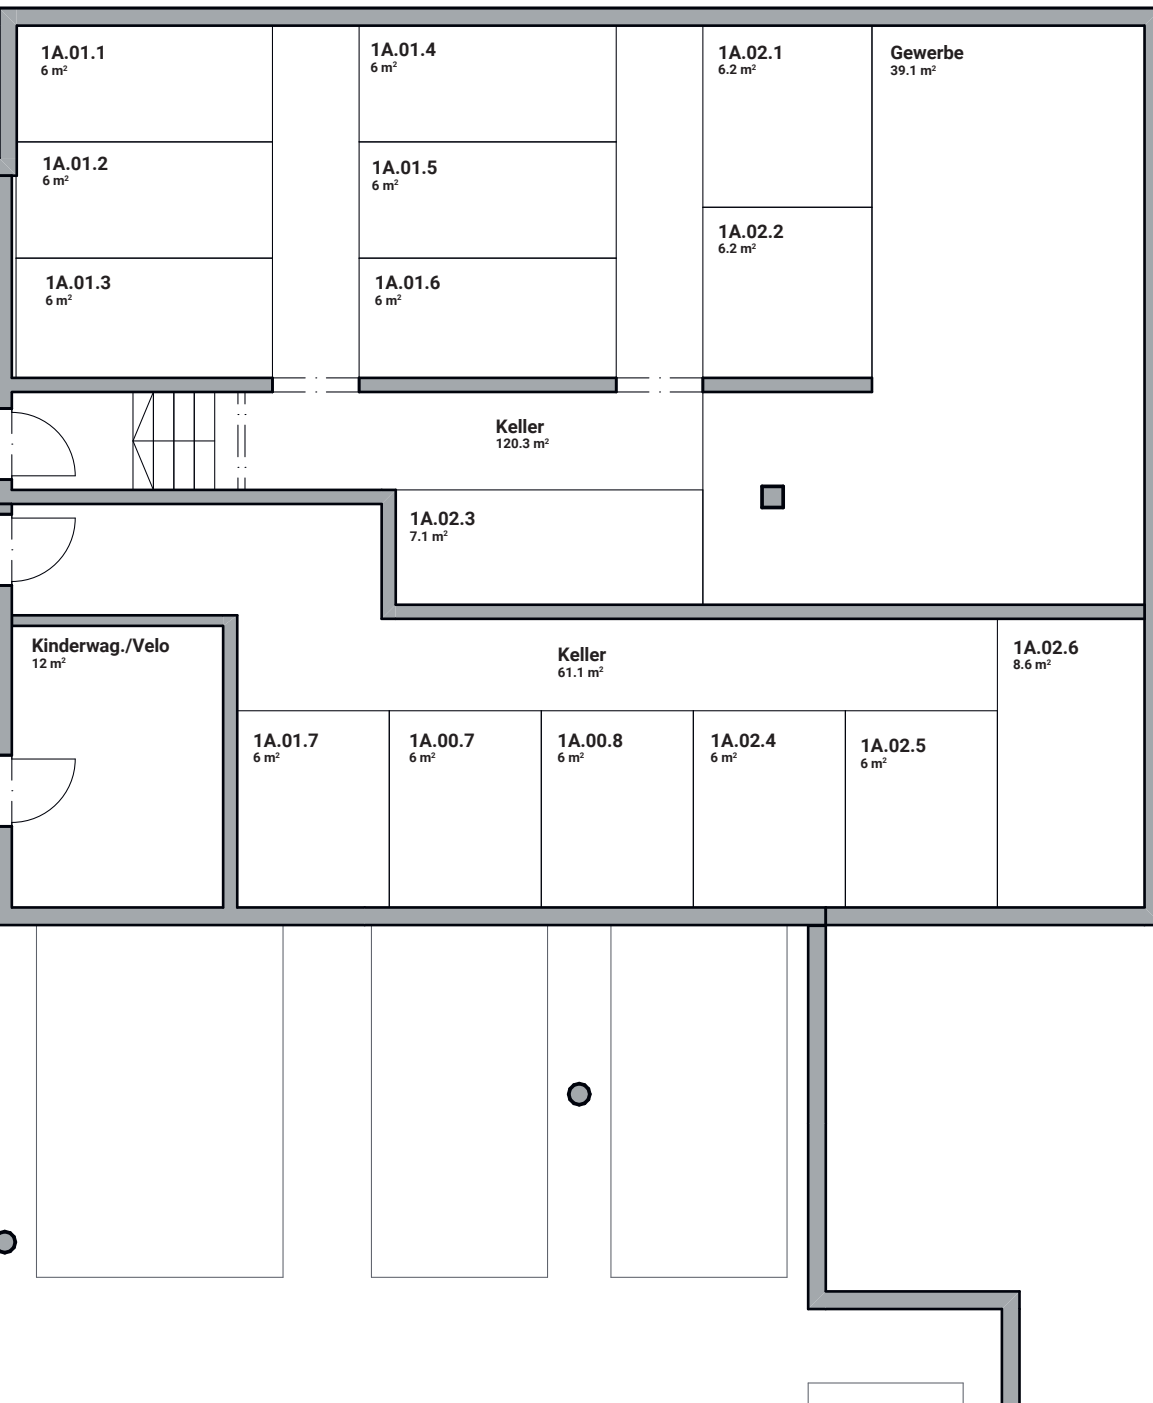 1A.01.1
6 m²
1A.01.4
6 m²
1A.02.1
6.2 m²
Gewerbe
39.1 m²
1A.01.2
6 m²
1A.01.5
6 m²
1A.02.2
6.2 m²
1A.01.3
6 m²
1A.01.6
6 m²
Keller
120.3 m²
1A.02.3
7.1 m²
Kinderwag./Velo
12 m²
Keller
61.1 m²
1A.02.6
8.6 m²
1A.01.7
6 m²
1A.00.7
6 m²
1A.00.8
6 m²
1A.02.4
6 m²
1A.02.5
6 m²